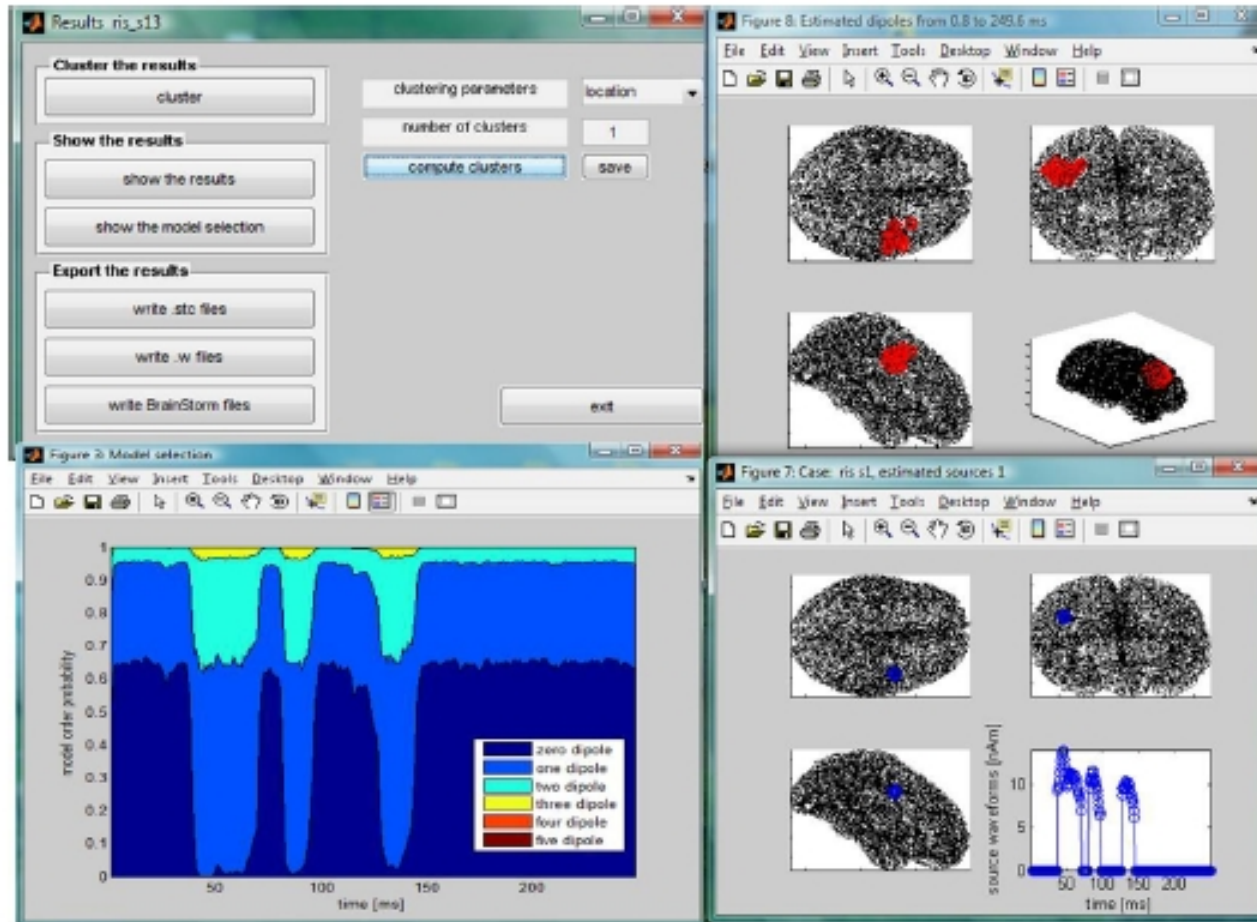 Results ris_s13
Cluster the results
cluster
Show the results
show the results
show the model selection
Export the results
write .stc files
write .w files
write BrainStorm files
clustering parameters
location
number of clusters
1
compute clusters
save
exit
Figure 8: Estimated dipoles from 0.8 to 249.6 ms
File Edit View Insert Tools Desktop Window Help
Figure 3: Model selection
File Edit View Insert Tools Desktop Window Help
1
0.9
0.8
0.7
0.6
0.5
0.4
0.3
0.2
0.1
0
model order probability
zero dipole
one dipole
two dipole
three dipole
four dipole
five dipole
50 100 150 200
time [ms]
Figure 7: Case: ris s1, estimated sources 1
File Edit View Insert Tools Desktop Window Help
source waveforms [nAm]
10
5
0
50 100 150 200
time [ms]